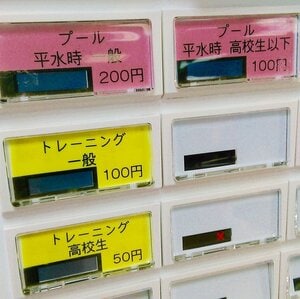 プール
平水時 一般
200円
プール
平水時 高校生以下
100円
トレーニング
一般
100円
トレーニング
高校生
50円
×